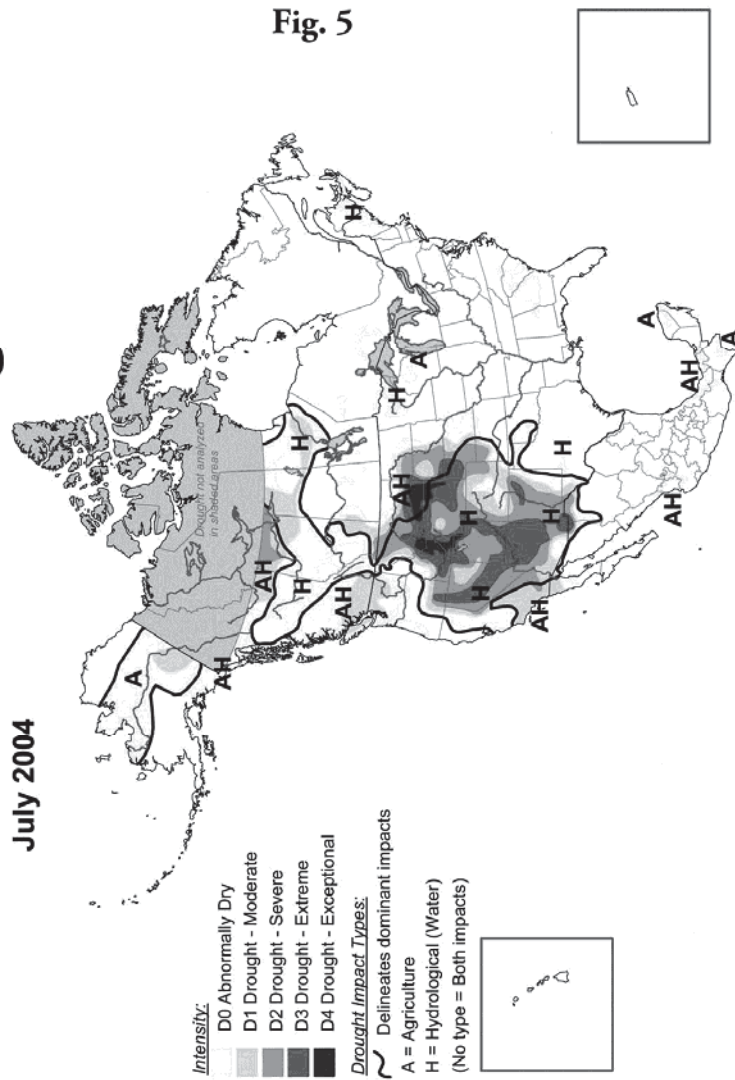 Fig. 5
July 2004
Intensity:
D0 Abnormally Dry
D1 Drought - Moderate
D2 Drought - Severe
D3 Drought - Extreme
D4 Drought - Exceptional
Drought Impact Types:
Delineates dominant impacts
A = Agriculture
H = Hydrological (Water)
(No type = Both impacts)
Drought not analyzed
in shaded areas
A
AH
AH
H
H
AH
AH
H
H
H
AH
H
H
A
H
AH
AH
A
A